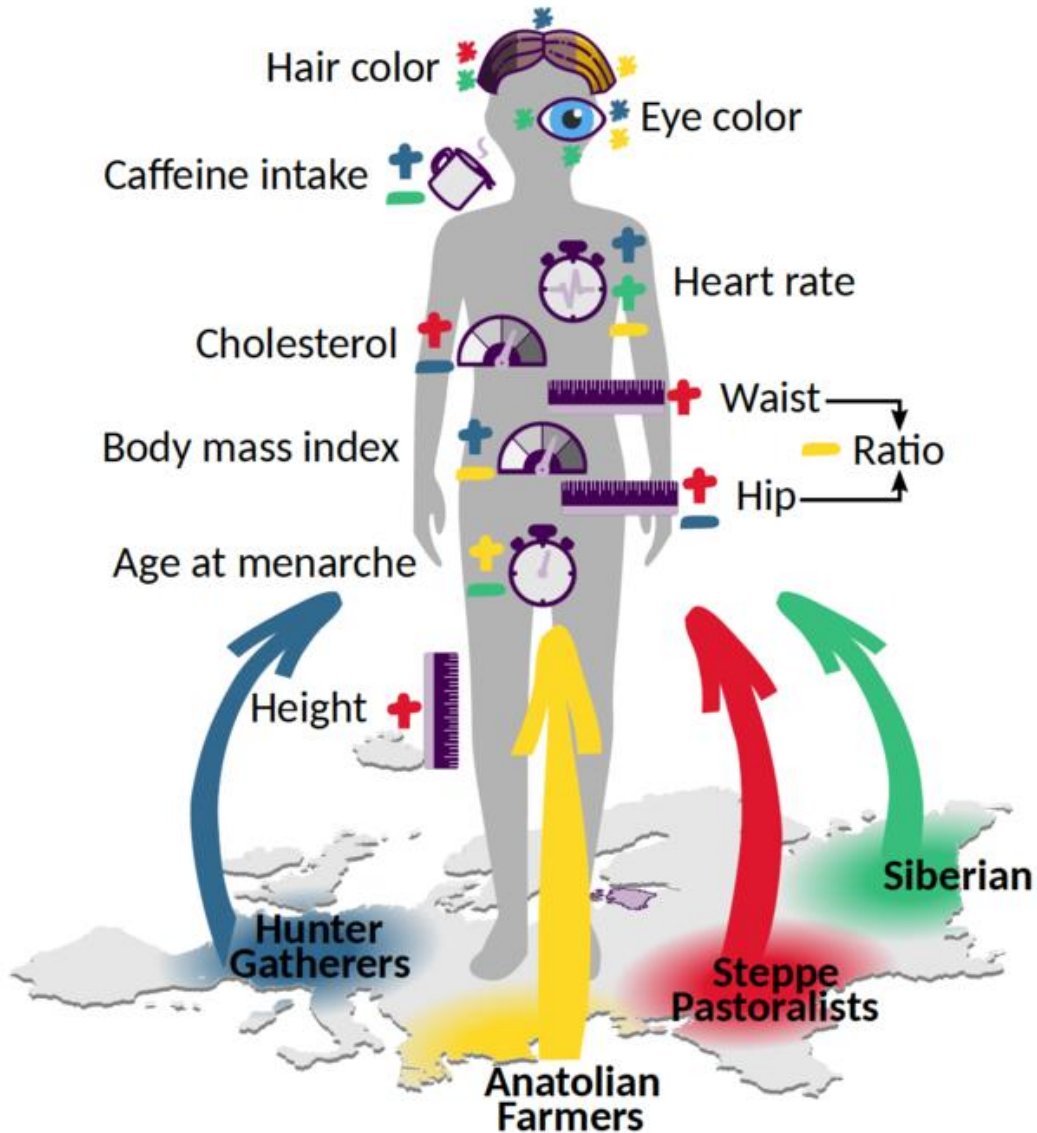 Hair color
Eye color
Caffeine intake
Heart rate
Cholesterol
Waist
Body mass index
Ratio
Hip
Age at menarche
Height
Siberian
Hunter
Gatherers
Steppe
Pastoralists
Anatolian
Farmers